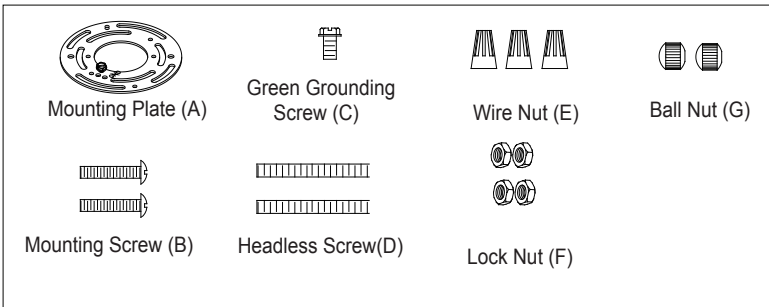 Mounting Plate (A)
Green Grounding
Screw (C)
Wire Nut (E)
Ball Nut (G)
Mounting Screw (B)
Headless Screw(D)
Lock Nut (F)